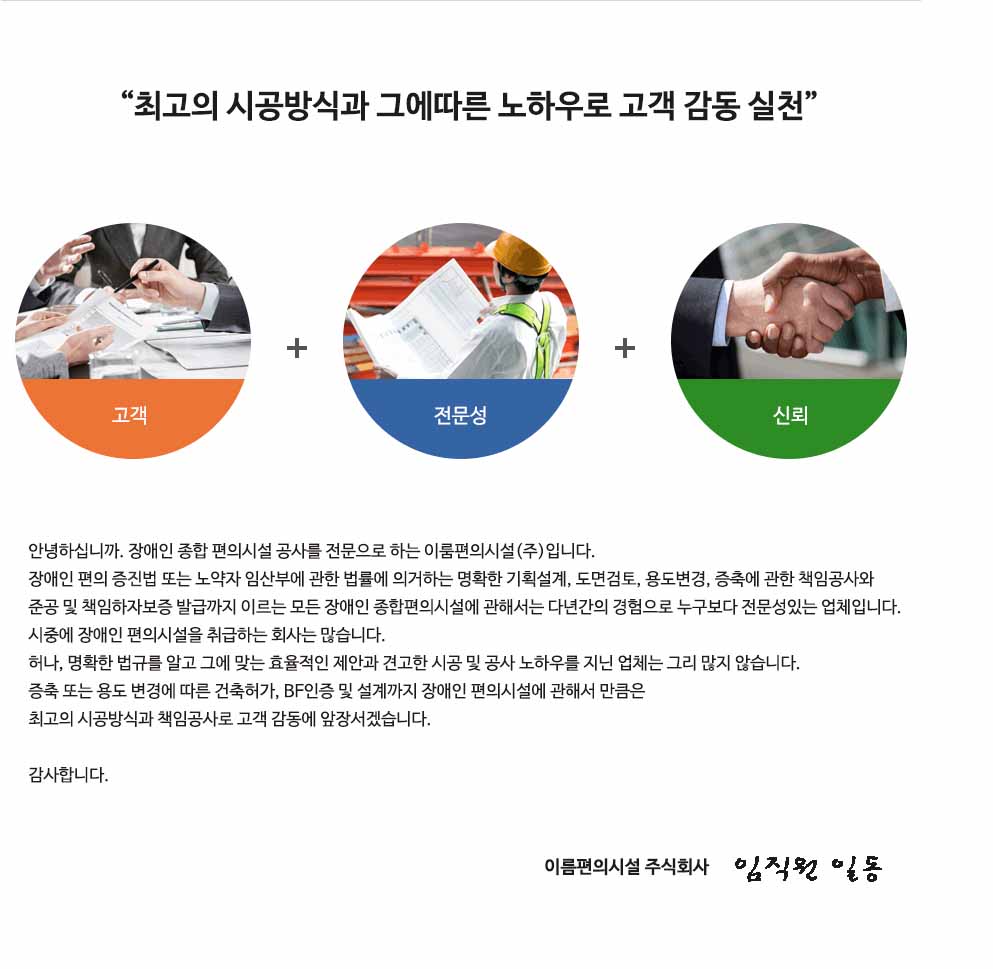 “최고의 시공방식과 그에따른 노하우로 고객 감동 실천”
고객 + 전문성 + 신뢰
안녕하십니까. 장애인 종합 편의시설 공사를 전문으로 하는 이룸편의시설(주)입니다.
장애인 편의 증진법 또는 노약자 임산부에 관한 법률에 의거하는 명확한 기획설계, 도면검토, 용도변경, 증축에 관한 책임공사와
준공 및 책임하자보증 발급까지 이르는 모든 장애인 종합편의시설에 관해서는 다년간의 경험으로 누구보다 전문성있는 업체입니다.
시중에 장애인 편의시설을 취급하는 회사는 많습니다.
허나, 명확한 법규를 알고 그에 맞는 효율적인 제안과 견고한 시공 및 공사 노하우를 지닌 업체는 그리 많지 않습니다.
증축 또는 용도 변경에 따른 건축허가, BF인증 및 설계까지 장애인 편의시설에 관해서 만큼은
최고의 시공방식과 책임공사로 고객 감동에 앞장서겠습니다.
감사합니다.
이름편의시설 주식회사 임직원 일동